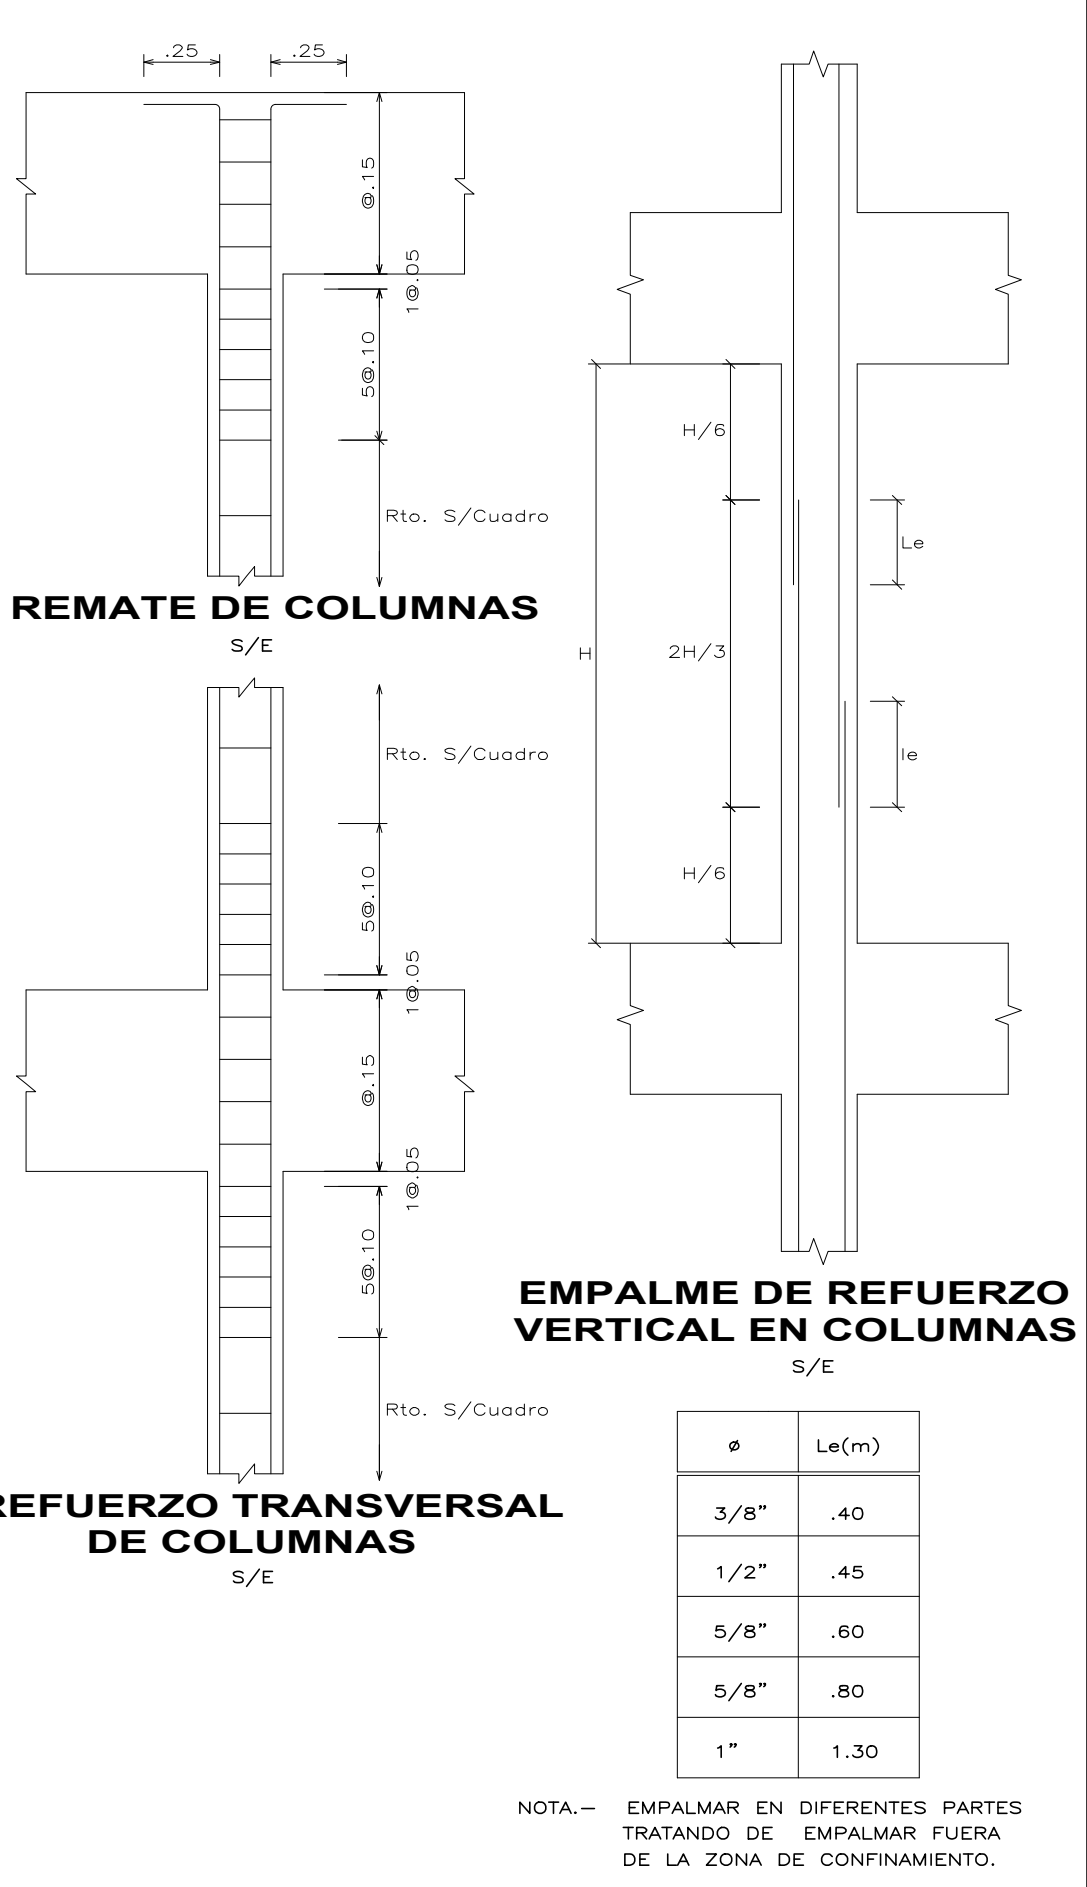 .25
.25
@.15
1@.05
5@.10
Rto. S/Cuadro
REMATE DE COLUMNAS
S/E
Rto. S/Cuadro
5@.10
1@.05
@.15
1@.05
5@.10
Rto. S/Cuadro
REFUERZO TRANSVERSAL
DE COLUMNAS
S/E
H/6
Le
H
2H/3
le
H/6
EMPALME DE REFUERZO
VERTICAL EN COLUMNAS
S/E
ø Le(m)
3/8” .40
1/2” .45
5/8” .60
5/8” .80
1” 1.30
NOTA.– EMPALMAR EN DIFERENTES PARTES
TRATANDO DE EMPALMAR FUERA
DE LA ZONA DE CONFINAMIENTO.